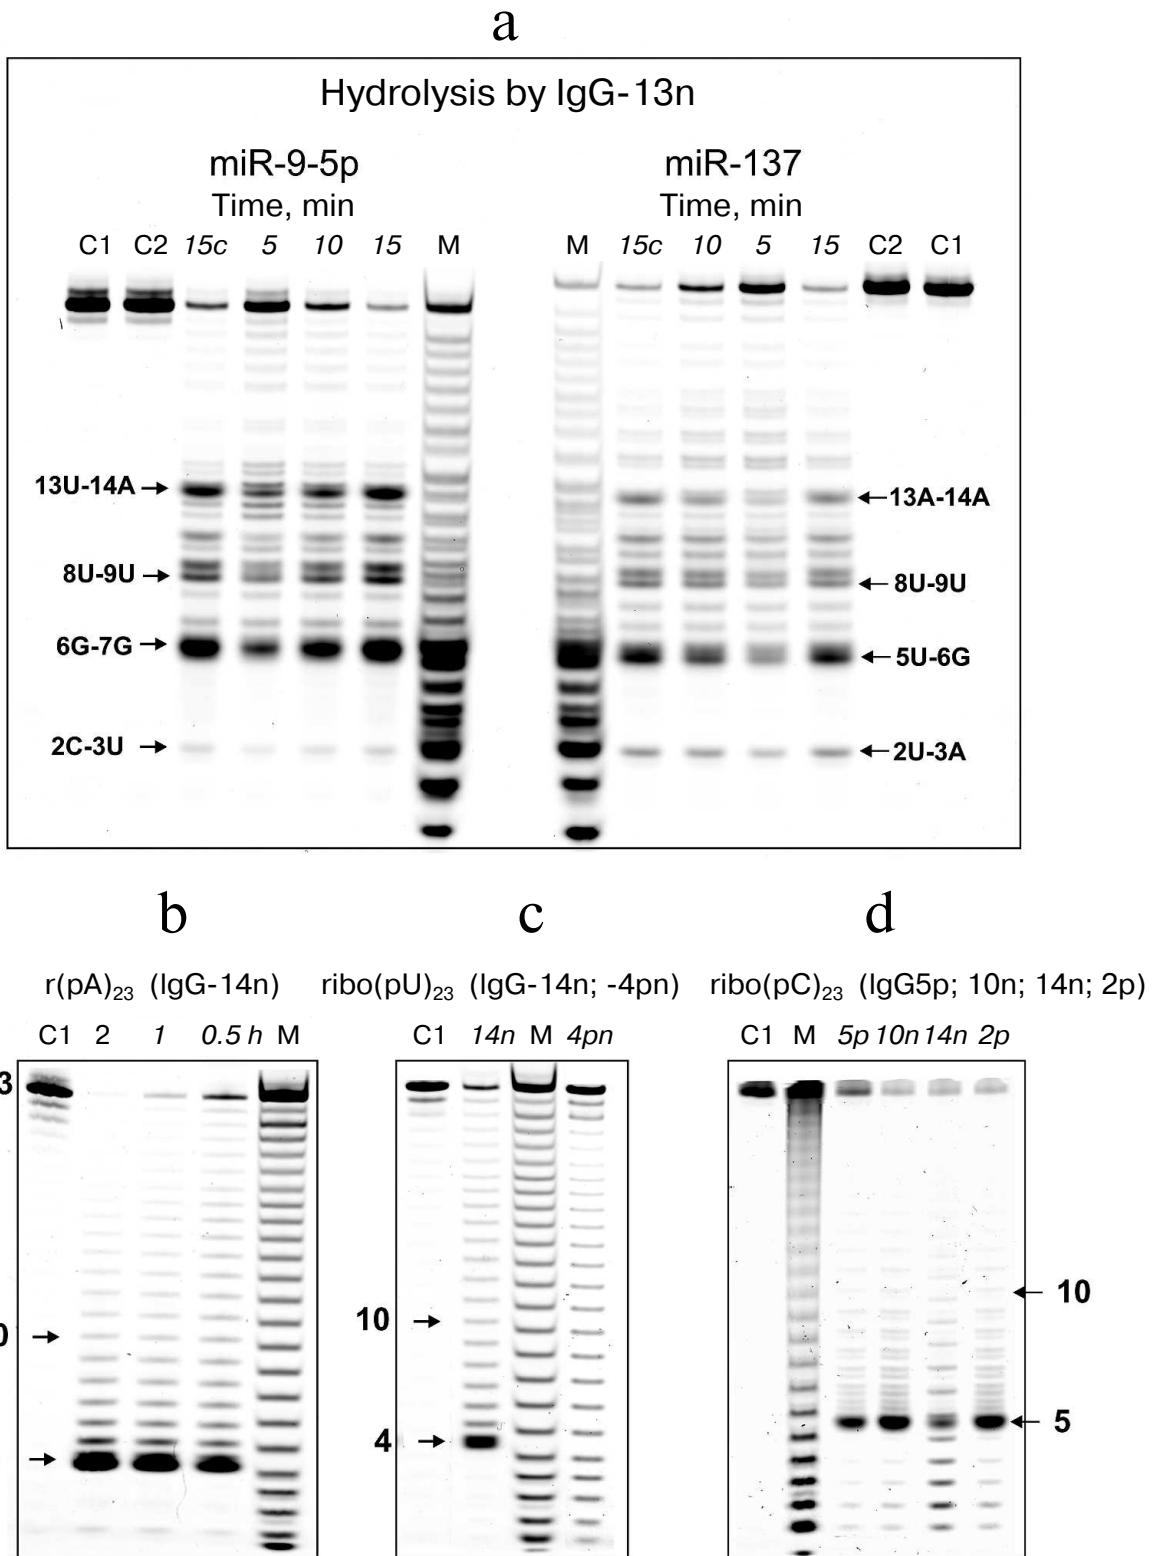 a
Hydrolysis by IgG-13n
miR-9-5p miR-137
Time, min Time, min
C1 C2 15c 5 10 15 M M 15c 10 5 15 C2 C1
13U-14A 13A-14A
8U-9U 8U-9U
6G-7G 5U-6G
2C-3U 2U-3A
b c d
r(pA)23 (IgG-14n) ribo(pU)23 (IgG-14n; -4pn) ribo(pC)23 (IgG5p; 10n; 14n; 2p)
C1 2 1 0.5 h M C1 14n M 4pn C1 M 5p 10n 14n 2p
3
10
0 10
4 5